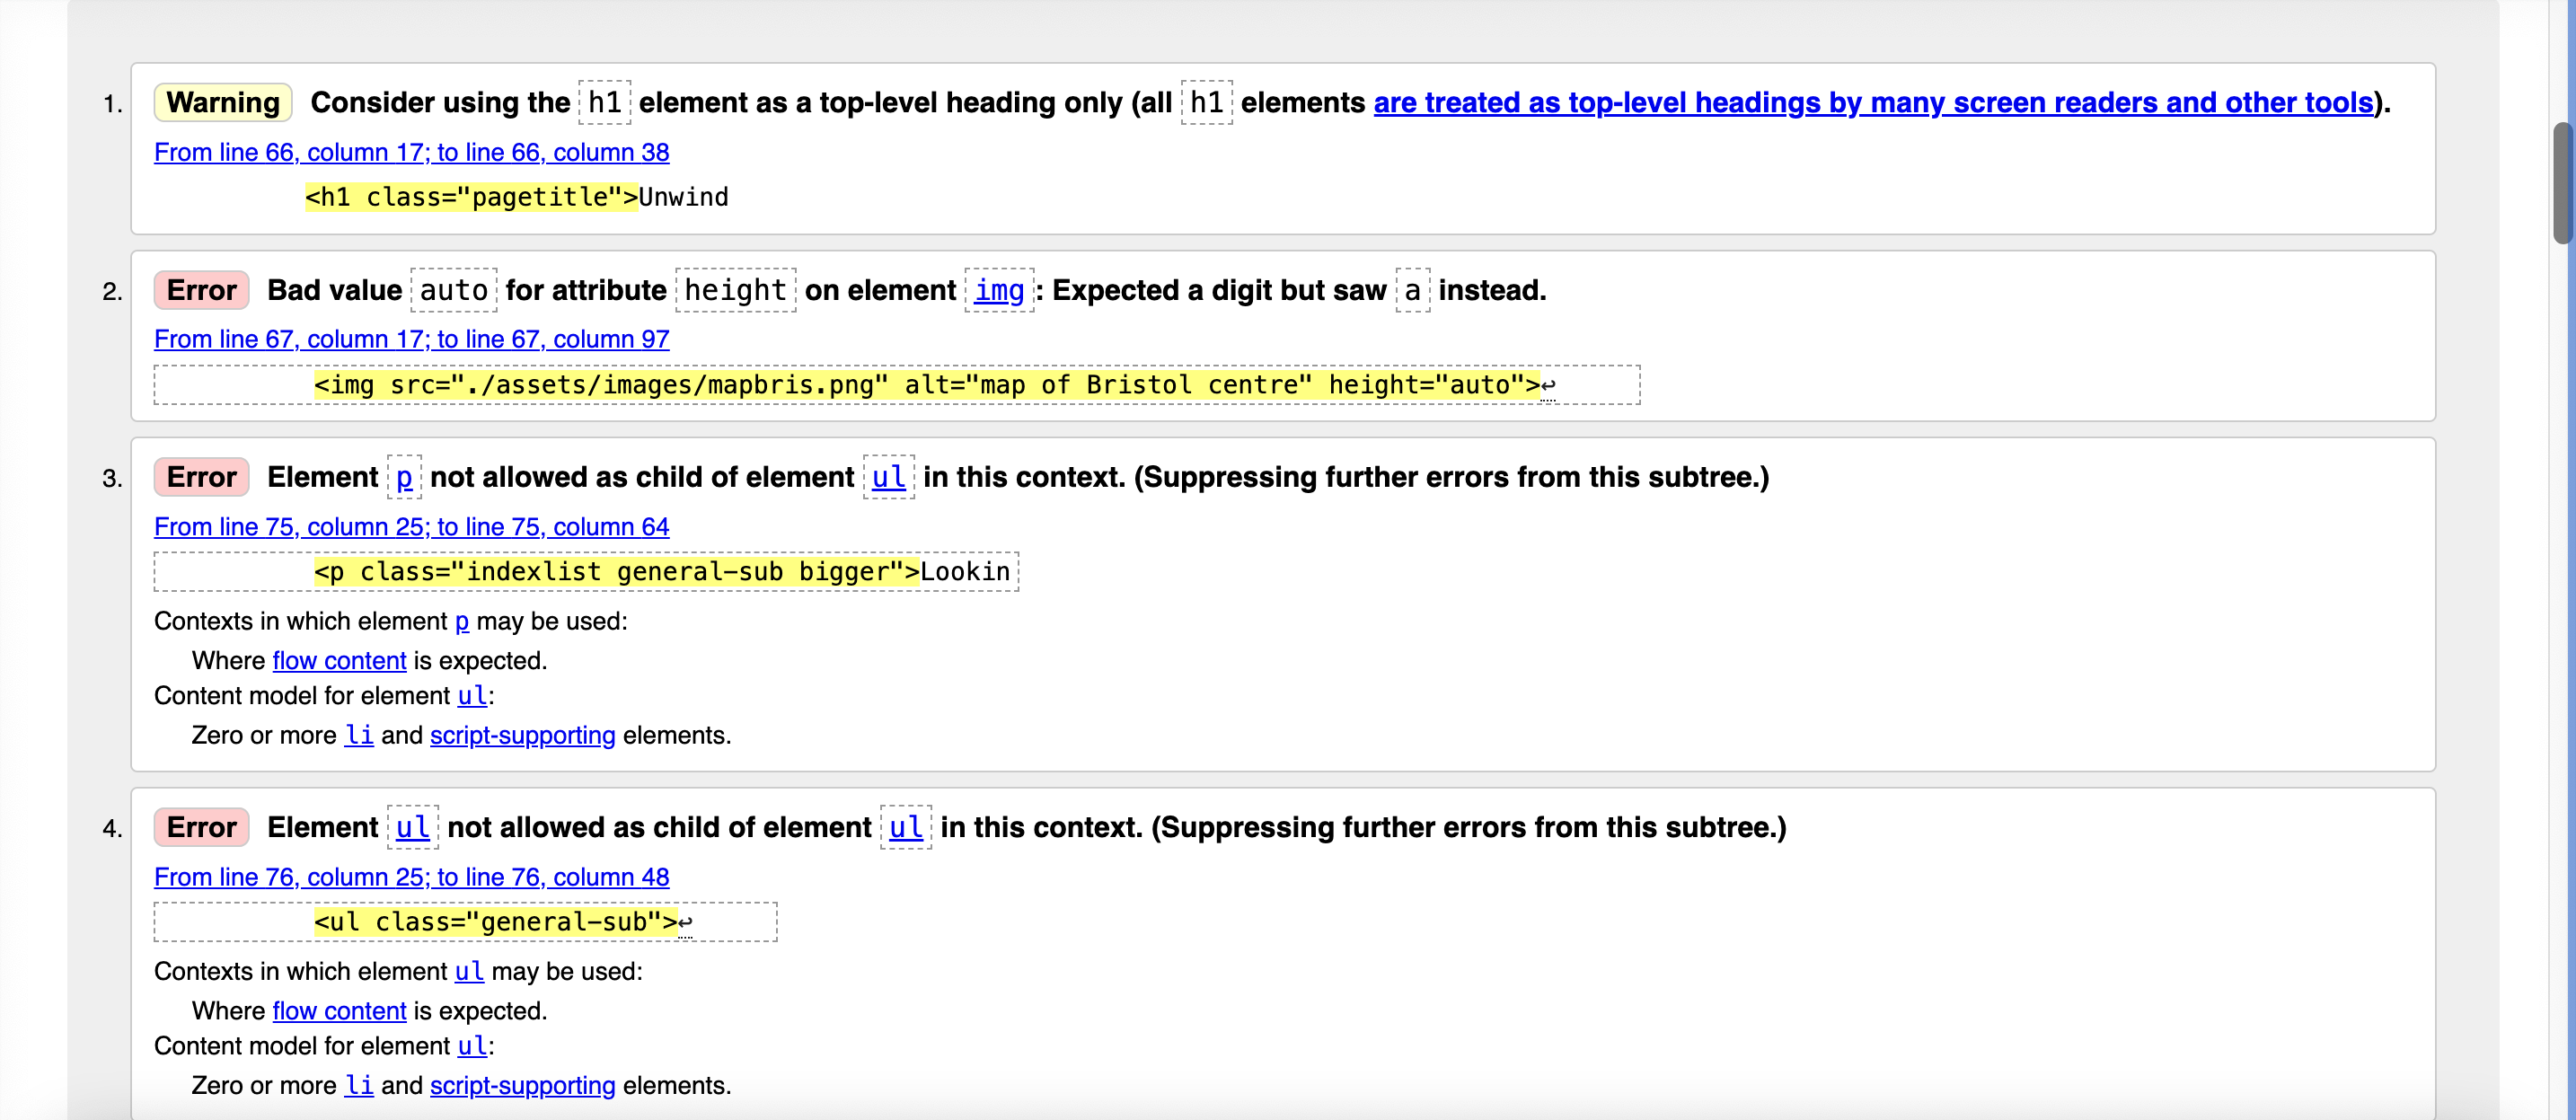 1. Warning Consider using the h1 element as a top-level heading only (all h1 elements are treated as top-level headings by many screen readers and other tools).
From line 66, column 17; to line 66, column 38
<h1 class="pagetitle">Unwind
2. Error Bad value auto for attribute height on element img: Expected a digit but saw a instead.
From line 67, column 17; to line 67, column 97
<img src="./assets/images/mapbris.png" alt="map of Bristol centre" height="auto">↩
3. Error Element p not allowed as child of element ul in this context. (Suppressing further errors from this subtree.)
From line 75, column 25; to line 75, column 64
<p class="indexlist general-sub bigger">Lookin
Contexts in which element p may be used:
Where flow content is expected.
Content model for element ul:
Zero or more li and script-supporting elements.
4. Error Element ul not allowed as child of element ul in this context. (Suppressing further errors from this subtree.)
From line 76, column 25; to line 76, column 48
<ul class="general-sub">↩
Contexts in which element ul may be used:
Where flow content is expected.
Content model for element ul:
Zero or more li and script-supporting elements.